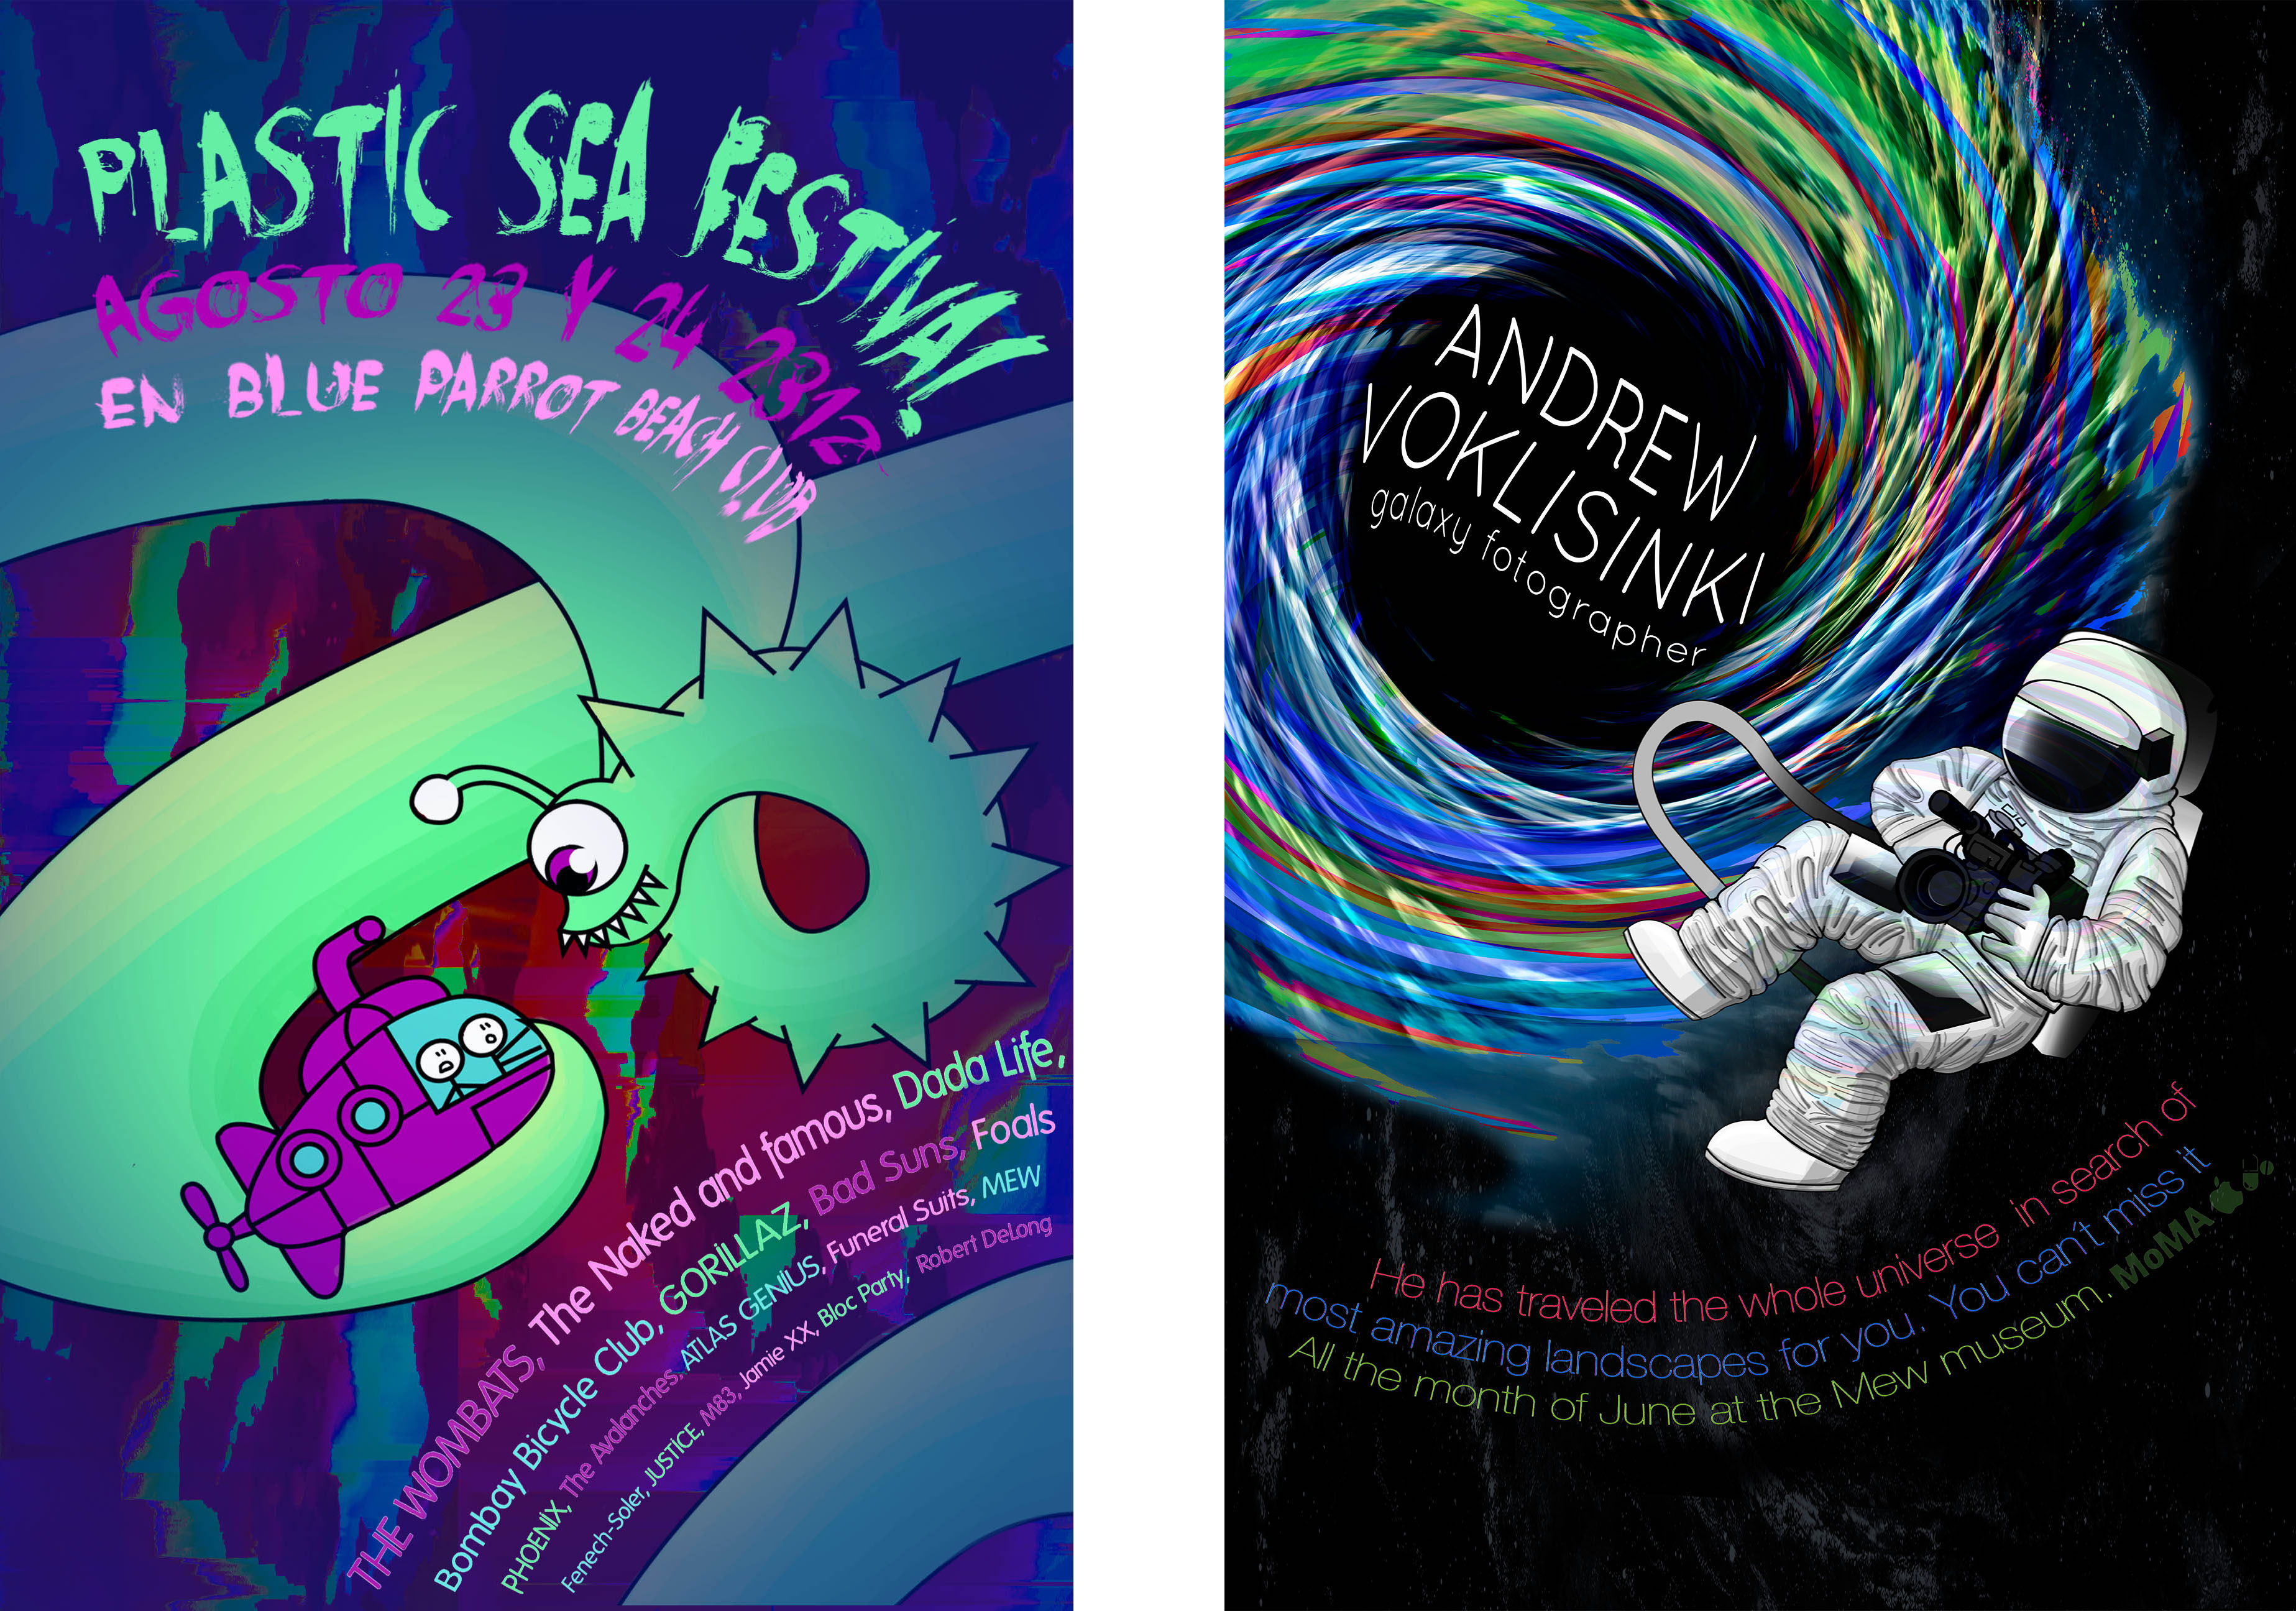 PLASTIC SEA FESTIVAL
AGOSTO 23 Y 24 2312
EN BLUE PARROT BEACH CLUB
THE WOMBATS, The Naked and famous, Dada Life,
Bombay Bicycle Club, GORILLAZ, Bad Suns, Foals
PHOENIX, The Avalanches, ATLAS GENIUS, Funeral Suits, MEW
Fenech-Soler, JUSTICE, M83, Jamie XX, Bloc Party, Robert DeLong
ANDREW
VOKLISINKI
galaxy fotographer
He has traveled the whole universe in search of
most amazing landscapes for you. You can't miss it
All the month of June at the Mew museum. MoMA